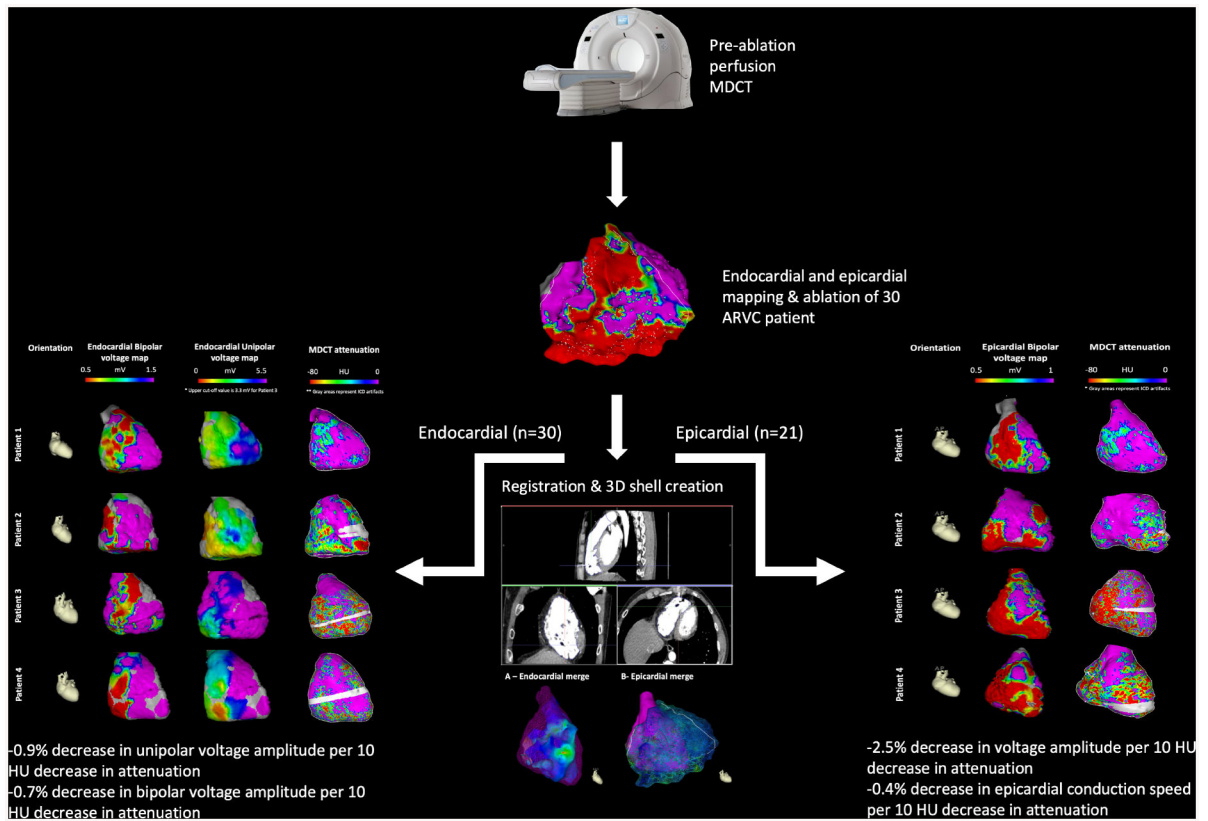 Pre-ablation
perfusion
MDCT
Endocardial and epicardial
mapping & ablation of 30
ARVC patient
Endocardial (n=30)
Epicardial (n=21)
Registration & 3D shell creation
A – Endocardial merge
B- Epicardial merge
Orientation
Endocardial Bipolar
voltage map
mV
0.5
1.5
Endocardial Unipolar
voltage map
mV
0
5.5
* Upper cut-off value is 3.3 mV for Patient 3
MDCT attenuation
HU
-80
0
** Gray areas represent ICD artifacts
Patient 1
Patient 2
Patient 3
Patient 4
-0.9% decrease in unipolar voltage amplitude per 10
HU decrease in attenuation
-0.7% decrease in bipolar voltage amplitude per 10
HU decrease in attenuation
Orientation
Epicardial Bipolar
voltage map
mV
0.5
1
MDCT attenuation
HU
-80
0
* Gray areas represent ICD artifacts
Patient 1
AP
Patient 2
AP
Patient 3
AP
Patient 4
AP
-2.5% decrease in voltage amplitude per 10 HU
decrease in attenuation
-0.4% decrease in epicardial conduction speed
per 10 HU decrease in attenuation